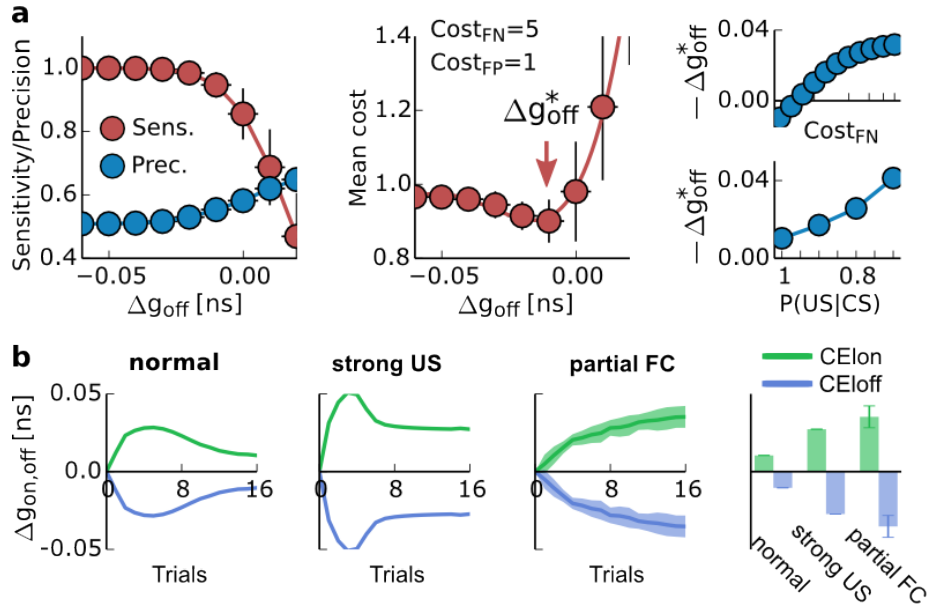 a
Sensitivity/Precision
1.0
0.8
0.6
0.4
Sens.
Prec.
−0.05
0.00
Δg_off [ns]
Mean cost
1.4
1.2
1.0
0.8
Cost_FN=5
Cost_FP=1
Δg*_off
−0.05
0.00
Δg_off [ns]
− Δg*_off
0.04
0.00
Cost_FN
− Δg*_off
0.04
0.00
1
0.8
P(US|CS)
b
normal
strong US
partial FC
CEIon
CEIoff
Δg_on,off [ns]
0.05
0.0
-0.05
0
8
16
Trials
0
8
16
Trials
0
8
16
Trials
normal
strong US
partial FC